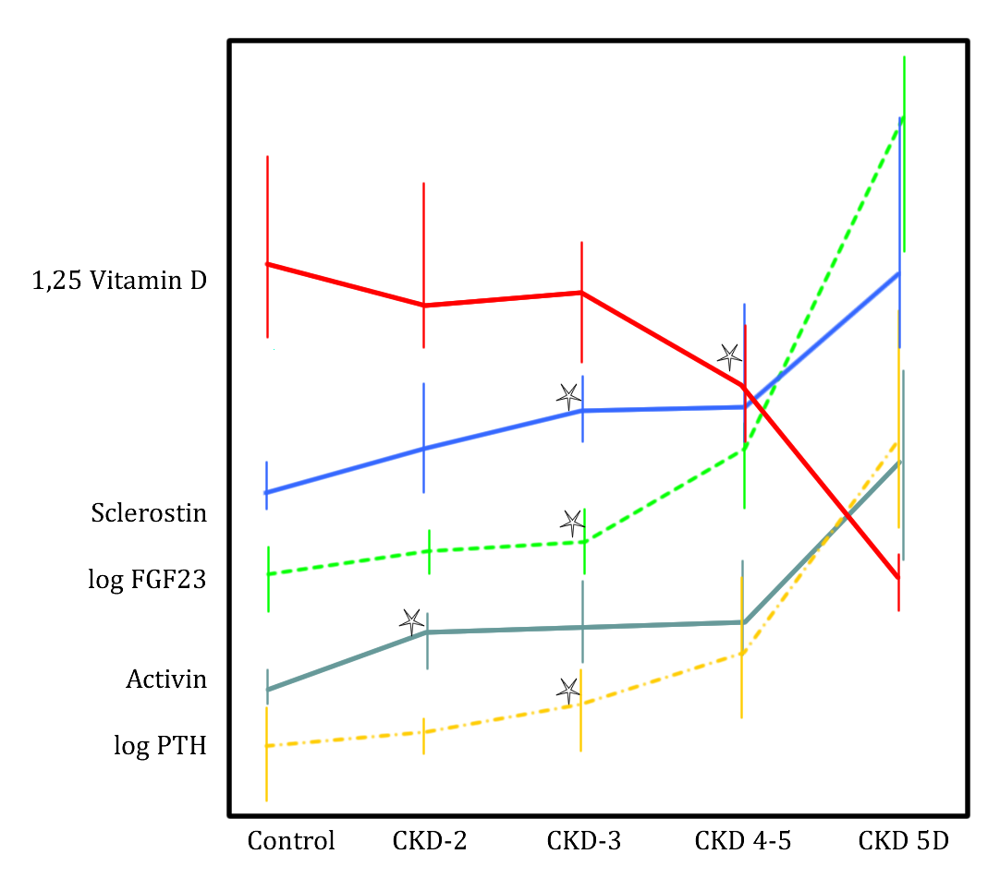 1,25 Vitamin D
Sclerostin
log FGF23
Activin
log PTH
Control CKD-2 CKD-3 CKD 4-5 CKD 5D